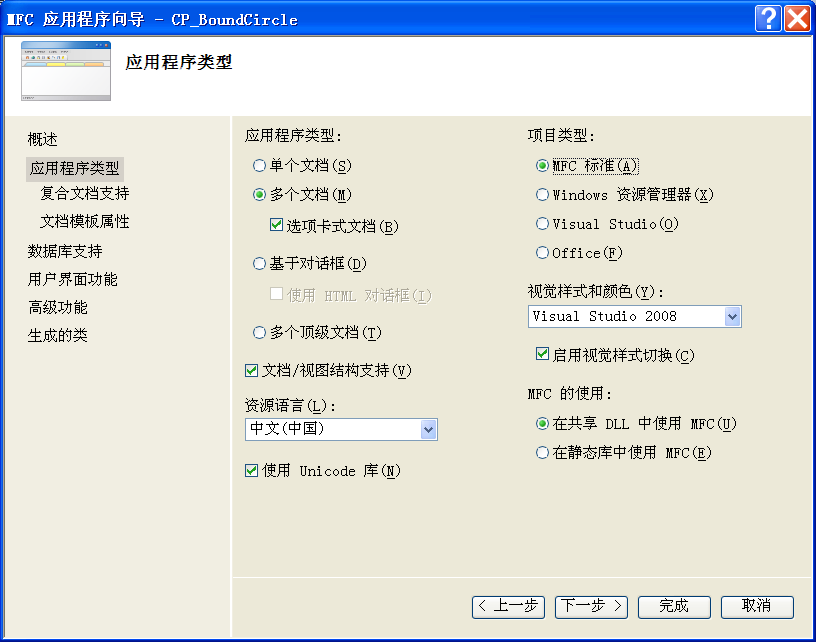 MFC 应用程序向导 - CP_BoundCircle
应用程序类型
概述
应用程序类型
复合文档支持
文档模板属性
数据库支持
用户界面功能
高级功能
生成的类
应用程序类型:
单个文档(S)
多个文档(M)
选项卡式文档(B)
基于对话框(D)
使用 HTML 对话框(I)
多个顶级文档(T)
文档/视图结构支持(V)
资源语言(L):
中文(中国)
使用 Unicode 库(N)
项目类型:
MFC 标准(A)
Windows 资源管理器(X)
Visual Studio(O)
Office(F)
视觉样式和颜色(Y):
Visual Studio 2008
启用视觉样式切换(C)
MFC 的使用:
在共享 DLL 中使用 MFC(U)
在静态库中使用 MFC(E)
< 上一步 下一步 > 完成 取消